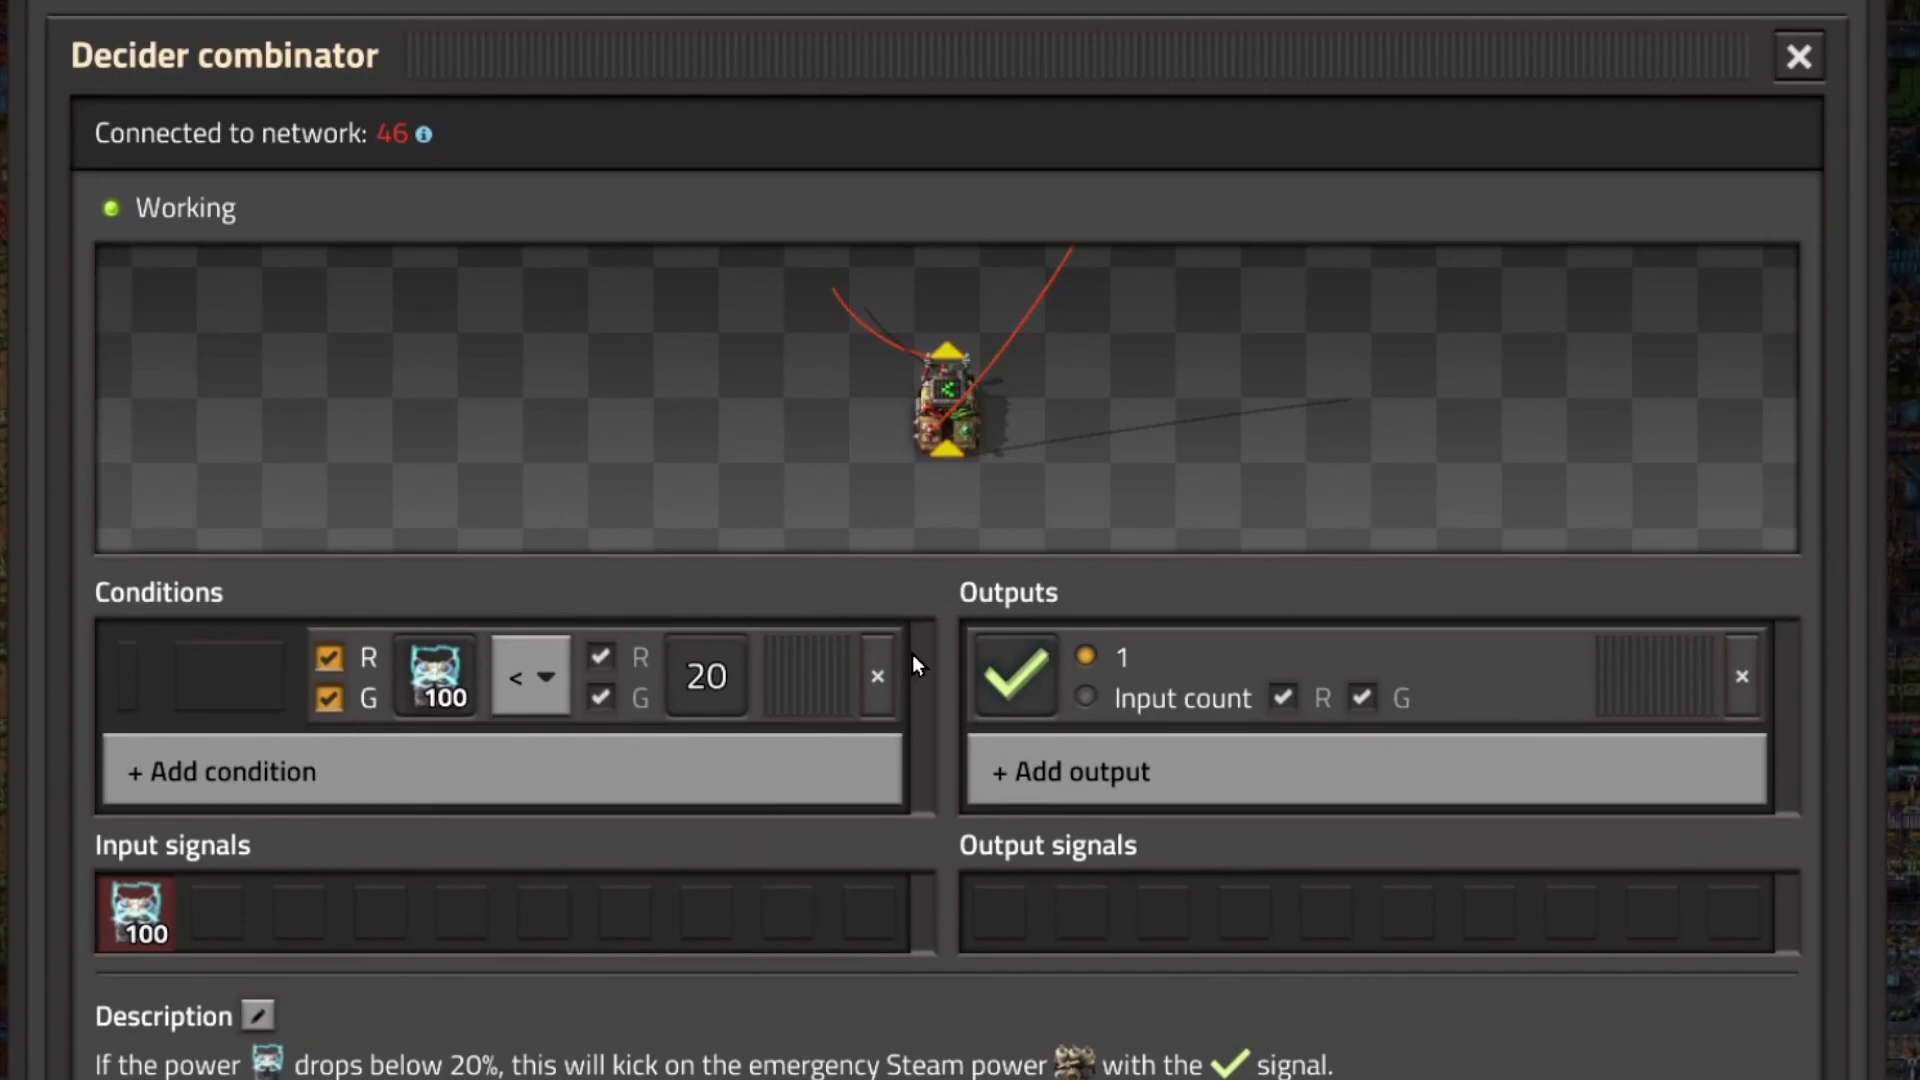 Decider combinator
Connected to network: 46
Working
Conditions
Outputs
R
G
100
<
R
G
20
1
Input count R G
+ Add condition
+ Add output
Input signals
Output signals
100
Description
If the power drops below 20%, this will kick on the emergency Steam power with the signal.